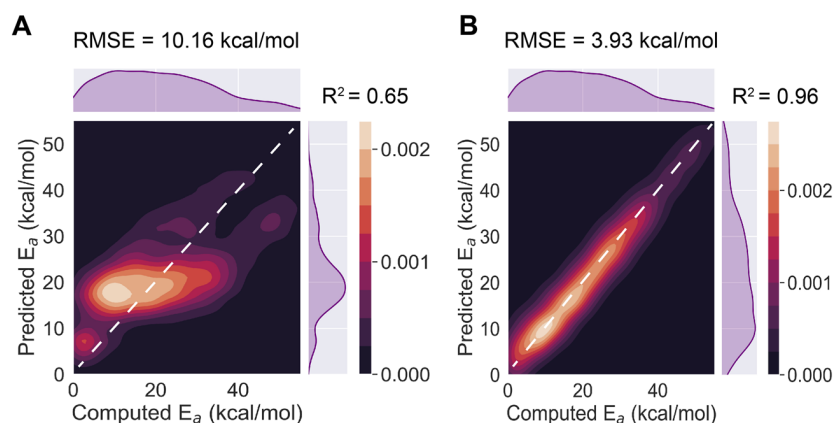 A
RMSE = 10.16 kcal/mol
R² = 0.65
Predicted Eₐ (kcal/mol)
50
40
30
20
10
0
0 20 40
Computed Eₐ (kcal/mol)
0.002
0.001
0.000
B
RMSE = 3.93 kcal/mol
R² = 0.96
Predicted Eₐ (kcal/mol)
50
40
30
20
10
0
0 20 40
Computed Eₐ (kcal/mol)
0.002
0.001
0.000